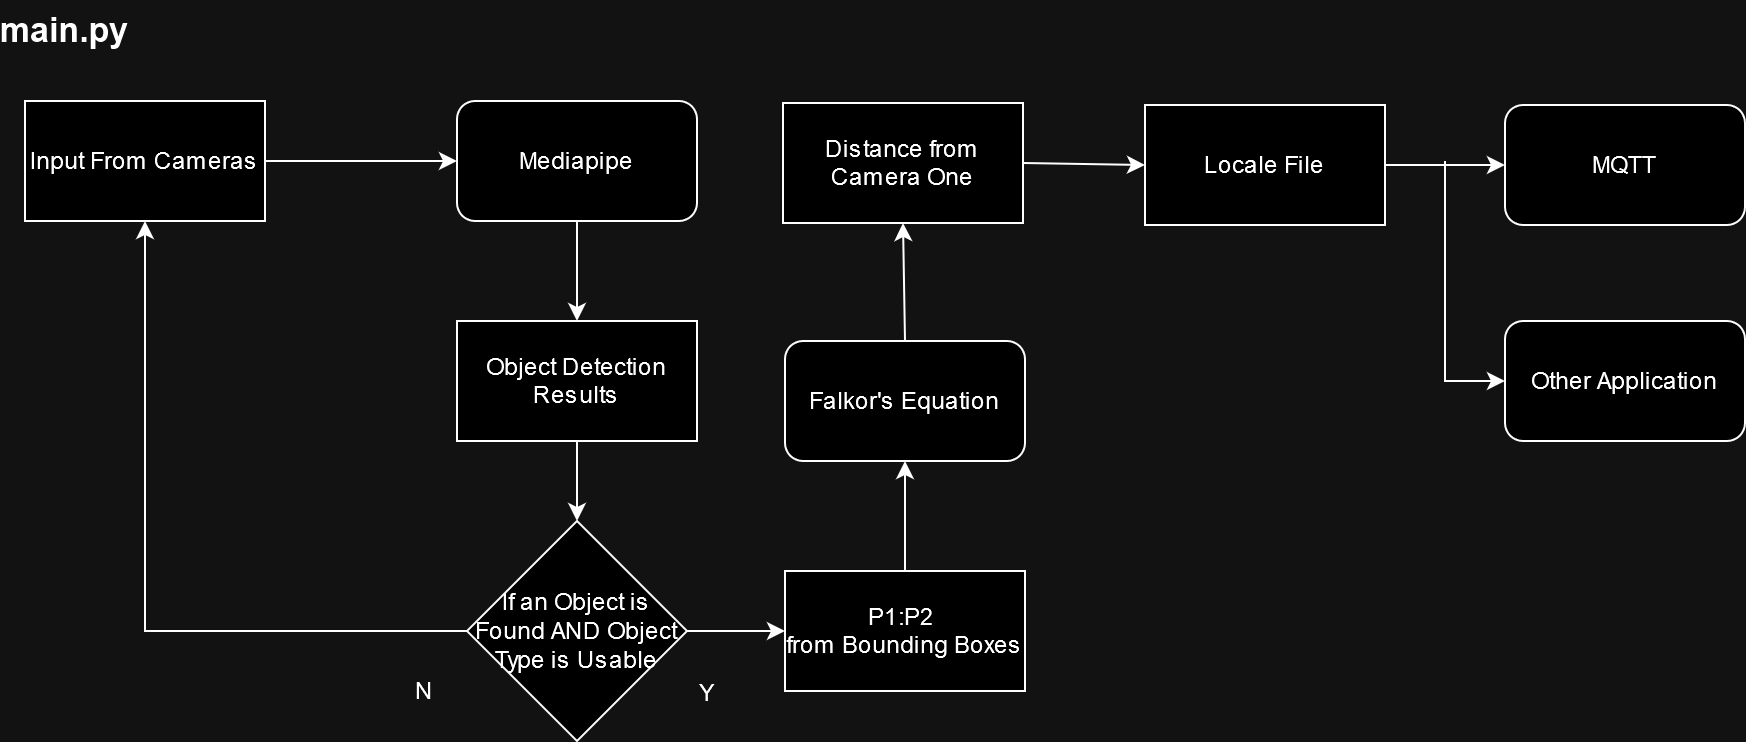 main.py
Input From Cameras
Mediapipe
Object Detection
Results
If an Object is
Found AND Object
Type is Usable
N
Y
P1:P2
from Bounding Boxes
Falkor's Equation
Distance from
Camera One
Locale File
MQTT
Other Application